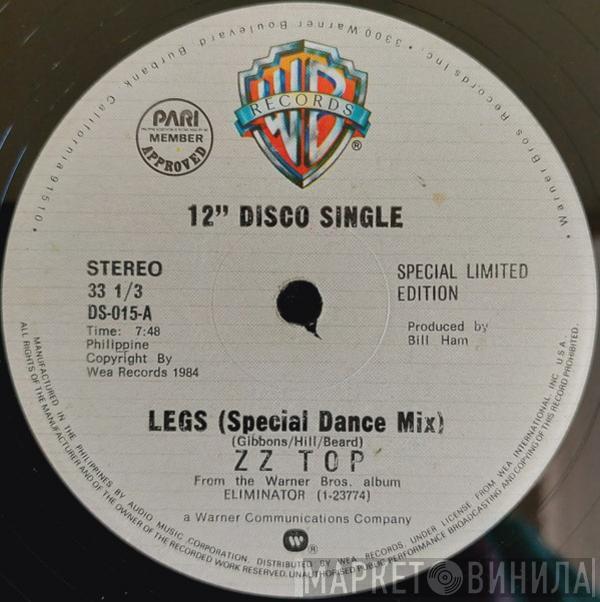 Warner Bros. Records Inc. • 3300 Warner Boulevard Burbank, California 91510 •
WB
RECORDS
®
PARI
MEMBER
APPROVED
12” DISCO SINGLE
STEREO
33 1/3
DS-015-A
Time: 7:48
Philippine
Copyright By
Wea Records 1984
SPECIAL LIMITED
EDITION
Produced by
Bill Ham
LEGS (Special Dance Mix)
(Gibbons/Hill/Beard)
ZZ TOP
From the Warner Bros. album
ELIMINATOR (1-23774)
a Warner Communications Company
®
MANUFACTURED IN THE PHILIPPINES BY AUDIO MUSIC CORPORATION, DISTRIBUTED BY WEA RECORDS, UNDER LICENSE FROM WEA INTERNATIONAL INC. U.S.A.
ALL RIGHTS OF THE MANUFACTURER AND OF THE OWNER OF THE RECORDED WORK RESERVED. UNAUTHORISED PUBLIC PERFORMANCE BROADCASTING AND COPYING OF THIS RECORD PROHIBITED.
МАРКЕТ ВИНИЛА